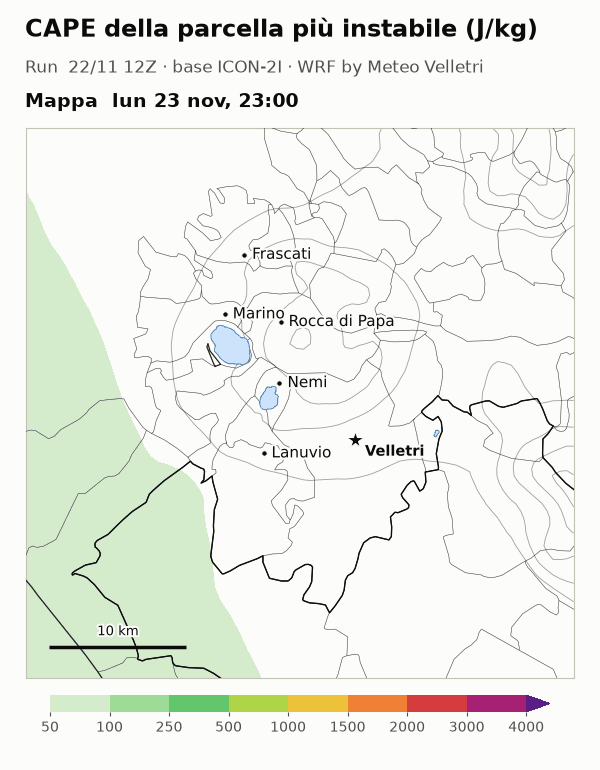 CAPE della parcella più instabile (J/kg)
Run  22/11 12Z · base ICON-2I · WRF by Meteo Velletri
Mappa  lun 23 nov, 23:00
Frascati
Marino
Rocca di Papa
Nemi
Velletri
Lanuvio
10 km
50 100 250 500 1000 1500 2000 3000 4000